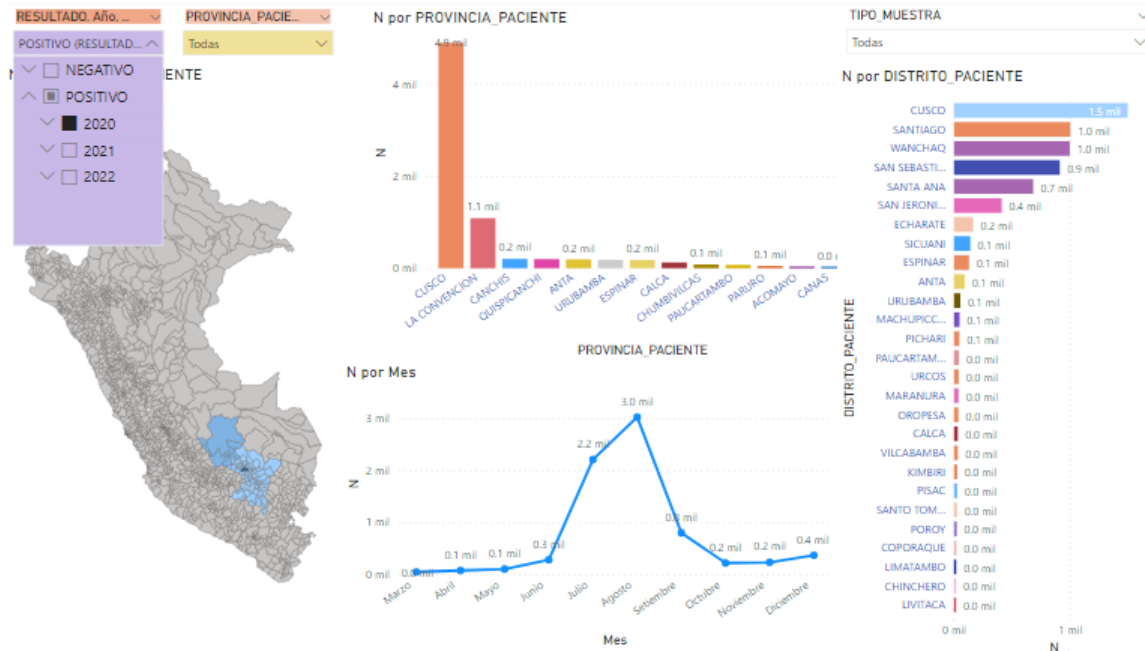 RESULTADO, Año, ...
PROVINCIA_PACIE...
POSITIVO (RESULTAD...
Todas
NEGATIVO
POSITIVO
2020
2021
2022
ENTE
N por PROVINCIA_PACIENTE
4 mil
2 mil
0 mil
N
4.9 mil
1.1 mil
0.2 mil
0.2 mil
0.2 mil
0.1 mil
0.1 mil
0.0
CUSCO
LA CONVENCION
CANCHIS
QUISPICANCHI
ANTA
URUBAMBA
ESPINAR
CALCA
CHUMBIVILCAS
PAUCARTAMBO
PARURO
ACOMAYO
CANAS
PROVINCIA_PACIENTE
N por Mes
3 mil
2 mil
1 mil
0 mil
N
0.0 mil
0.1 mil
0.1 mil
0.3 mil
2.2 mil
3.0 mil
0.8 mil
0.2 mil
0.2 mil
0.4 mil
Marzo
Abril
Mayo
Junio
Julio
Agosto
Setiembre
Octubre
Noviembre
Diciembre
Mes
TIPO_MUESTRA
Todas
N por DISTRITO_PACIENTE
DISTRITO_PACIENTE
CUSCO 1.5 mil
SANTIAGO 1.0 mil
WANCHAQ 1.0 mil
SAN SEBASTI... 0.9 mil
SANTA ANA 0.7 mil
SAN JERONI... 0.4 mil
ECHARATE 0.2 mil
SICUANI 0.1 mil
ESPINAR 0.1 mil
ANTA 0.1 mil
URUBAMBA 0.1 mil
MACHUPICC... 0.1 mil
PICHARI 0.1 mil
PAUCARTAM... 0.0 mil
URCOS 0.0 mil
MARANURA 0.0 mil
OROPESA 0.0 mil
CALCA 0.0 mil
VILCABAMBA 0.0 mil
KIMBIRI 0.0 mil
PISAC 0.0 mil
SANTO TOM... 0.0 mil
POROY 0.0 mil
COPORAQUE 0.0 mil
LIMATAMBO 0.0 mil
CHINCHERO 0.0 mil
LIVITACA 0.0 mil
0 mil 1 mil
N